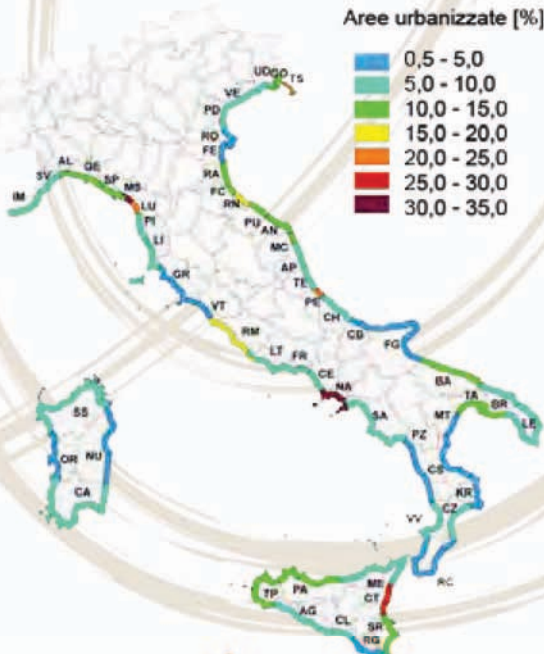 Aree urbanizzate [%]
0,5 - 5,0
5,0 - 10,0
10,0 - 15,0
15,0 - 20,0
20,0 - 25,0
25,0 - 30,0
30,0 - 35,0
UD GO TS
VE
PD
RO
FE
RA
FC
RN
PU
AN
MC
AP
TE
PE
CH
CB
FG
BA
TA
BR
LE
MT
IM
SV
AL
GE
SP
MS
LU
PI
LI
GR
VT
RM
LT
FR
CE
NA
SA
PZ
CS
KR
CZ
VV
RC
SS
OR
NU
CA
TP
PA
ME
CT
AG
CL
SR
RG